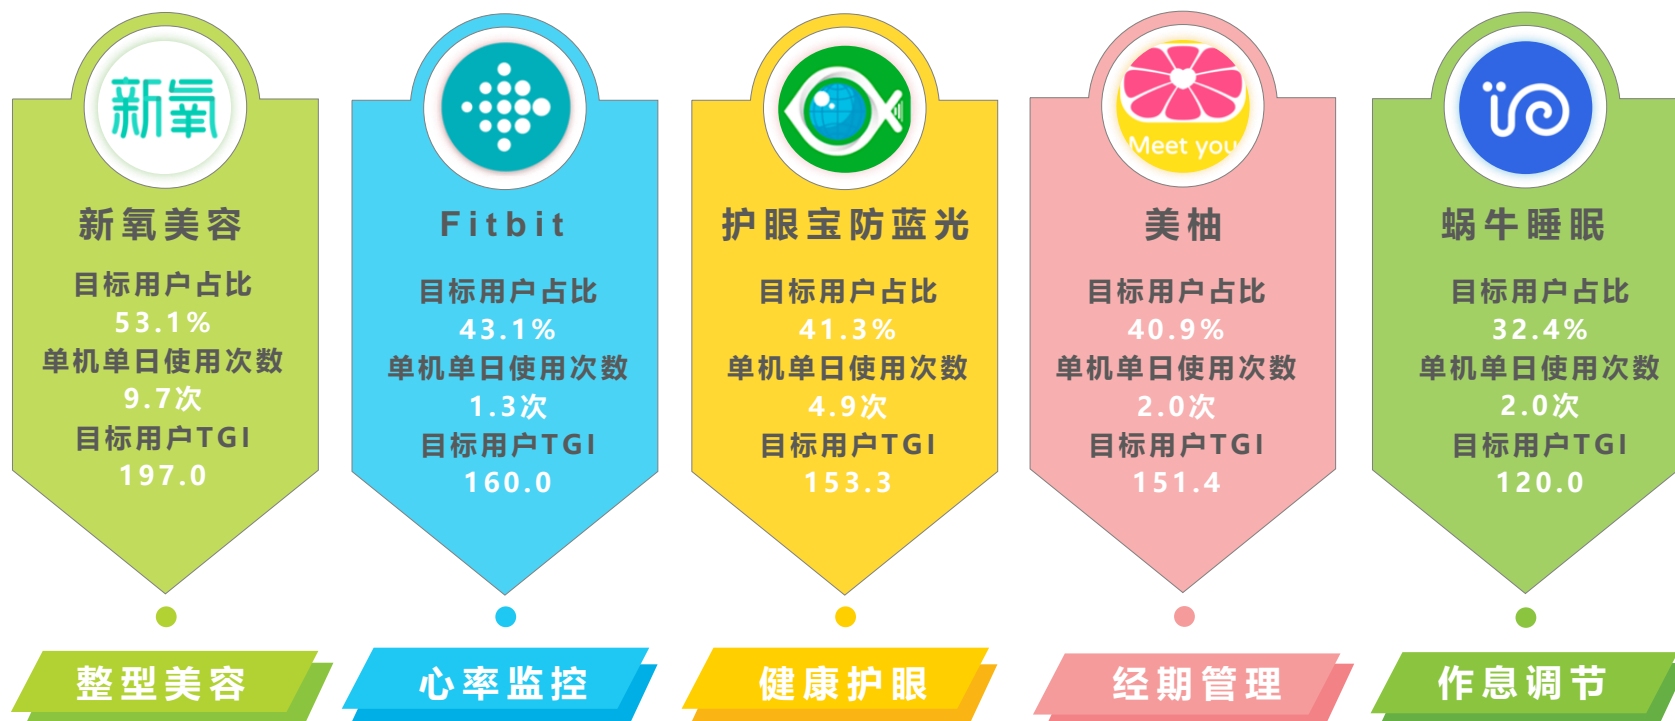 新氧
新氧美容
目标用户占比
53.1%
单机单日使用次数
9.7次
目标用户TGI
197.0
整型美容
Fitbit
目标用户占比
43.1%
单机单日使用次数
1.3次
目标用户TGI
160.0
心率监控
护眼宝防蓝光
目标用户占比
41.3%
单机单日使用次数
4.9次
目标用户TGI
153.3
健康护眼
Meet you
美柚
目标用户占比
40.9%
单机单日使用次数
2.0次
目标用户TGI
151.4
经期管理
蜗牛睡眠
目标用户占比
32.4%
单机单日使用次数
2.0次
目标用户TGI
120.0
作息调节